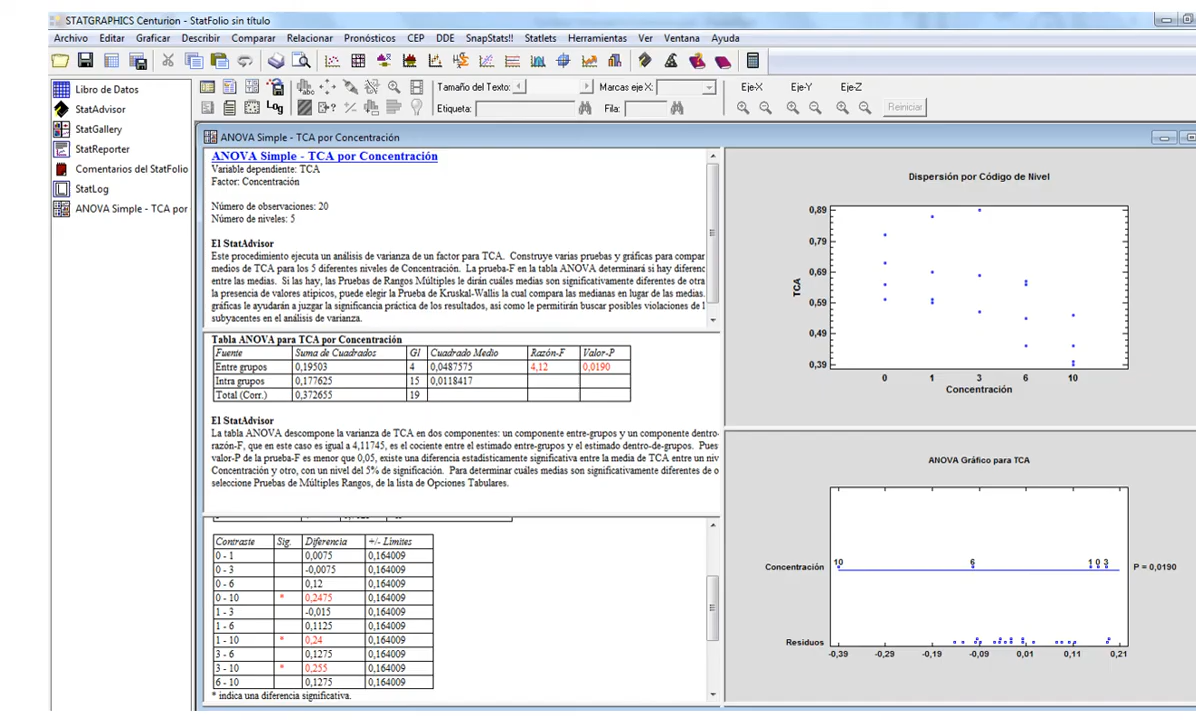 STATGRAPHICS Centurion - StatFolio sin título
Archivo Editar Graficar Describir Comparar Relacionar Pronósticos CEP DDE SnapStats!! Statlets Herramientas Ver Ventana Ayuda
Tamaño del Texto: Marcas eje X: Eje-X Eje-Y Eje-Z
Log Etiqueta: Fila: Reiniciar
Libro de Datos
StatAdvisor
StatGallery
StatReporter
Comentarios del StatFolio
StatLog
ANOVA Simple - TCA por
ANOVA Simple - TCA por Concentración
ANOVA Simple - TCA por Concentración
Variable dependiente: TCA
Factor: Concentración
Número de observaciones: 20
Número de niveles: 5
El StatAdvisor
Este procedimiento ejecuta un análisis de varianza de un factor para TCA. Construye varias pruebas y gráficas para compar
medios de TCA para los 5 diferentes niveles de Concentración. La prueba-F en la tabla ANOVA determinará si hay diferenc
entre las medias. Si las hay, las Pruebas de Rangos Múltiples le dirán cuáles medias son significativamente diferentes de otra
la presencia de valores atípicos, puede elegir la Prueba de Kruskal-Wallis la cual compara las medianas en lugar de las medias.
gráficas le ayudarán a juzgar la significancia práctica de los resultados, así como le permitirán buscar posibles violaciones de l
subyacentes en el análisis de varianza.
Tabla ANOVA para TCA por Concentración
Fuente Suma de Cuadrados Gl Cuadrado Medio Razón-F Valor-P
Entre grupos 0,19503 4 0,0487575 4,12 0,0190
Intra grupos 0,177625 15 0,0118417
Total (Corr.) 0,372655 19
El StatAdvisor
La tabla ANOVA descompone la varianza de TCA en dos componentes: un componente entre-grupos y un componente dentro-
razón-F, que en este caso es igual a 4,11745, es el cociente entre el estimado entre-grupos y el estimado dentro-de-grupos. Pues
valor-P de la prueba-F es menor que 0,05, existe una diferencia estadísticamente significativa entre la media de TCA entre un niv
Concentración y otro, con un nivel del 5% de significación. Para determinar cuáles medias son significativamente diferentes de o
seleccione Pruebas de Múltiples Rangos, de la lista de Opciones Tabulares.
Contraste Sig. Diferencia +/- Límites
0 - 1 0,0075 0,164009
0 - 3 -0,0075 0,164009
0 - 6 0,12 0,164009
0 - 10 * 0,2475 0,164009
1 - 3 -0,015 0,164009
1 - 6 0,1125 0,164009
1 - 10 * 0,24 0,164009
3 - 6 0,1275 0,164009
3 - 10 * 0,255 0,164009
6 - 10 0,1275 0,164009
* indica una diferencia significativa.
Dispersión por Código de Nivel
TCA
0,89
0,79
0,69
0,59
0,49
0,39
0 1 3 6 10
Concentración
ANOVA Gráfico para TCA
Concentración 10 6 1 0 3 P = 0,0190
Residuos
-0,39 -0,29 -0,19 -0,09 0,01 0,11 0,21